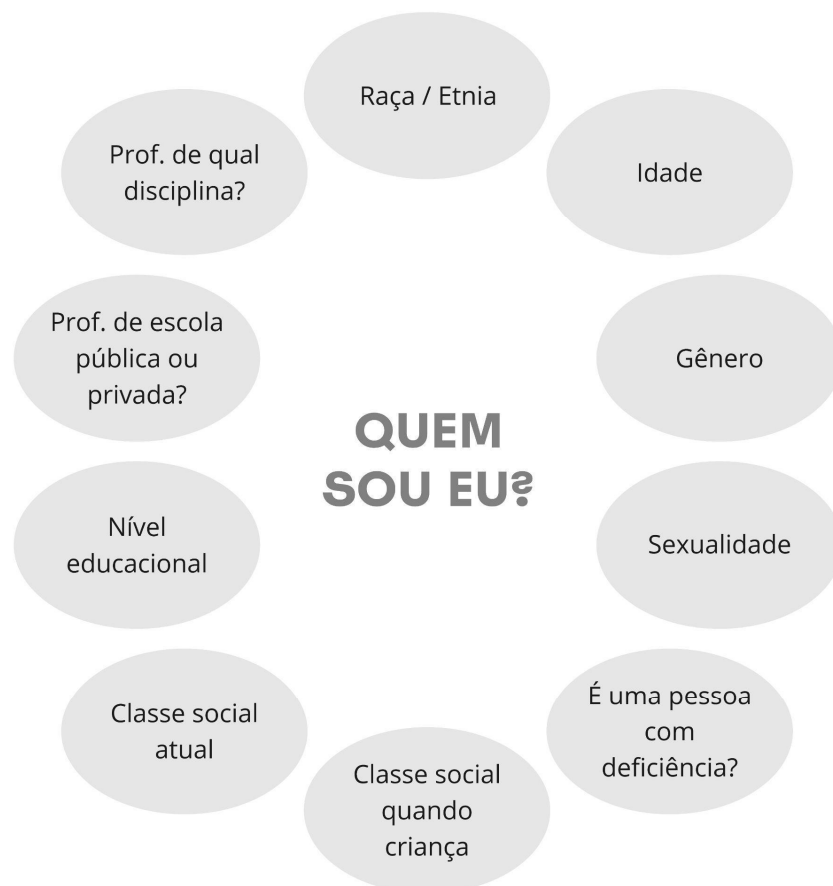 Raça / Etnia
Idade
Gênero
Sexualidade
É uma pessoa
com
deficiência?
Classe social
quando
criança
Classe social
atual
Nível
educacional
Prof. de escola
pública ou
privada?
Prof. de qual
disciplina?
QUEM
SOU EU?